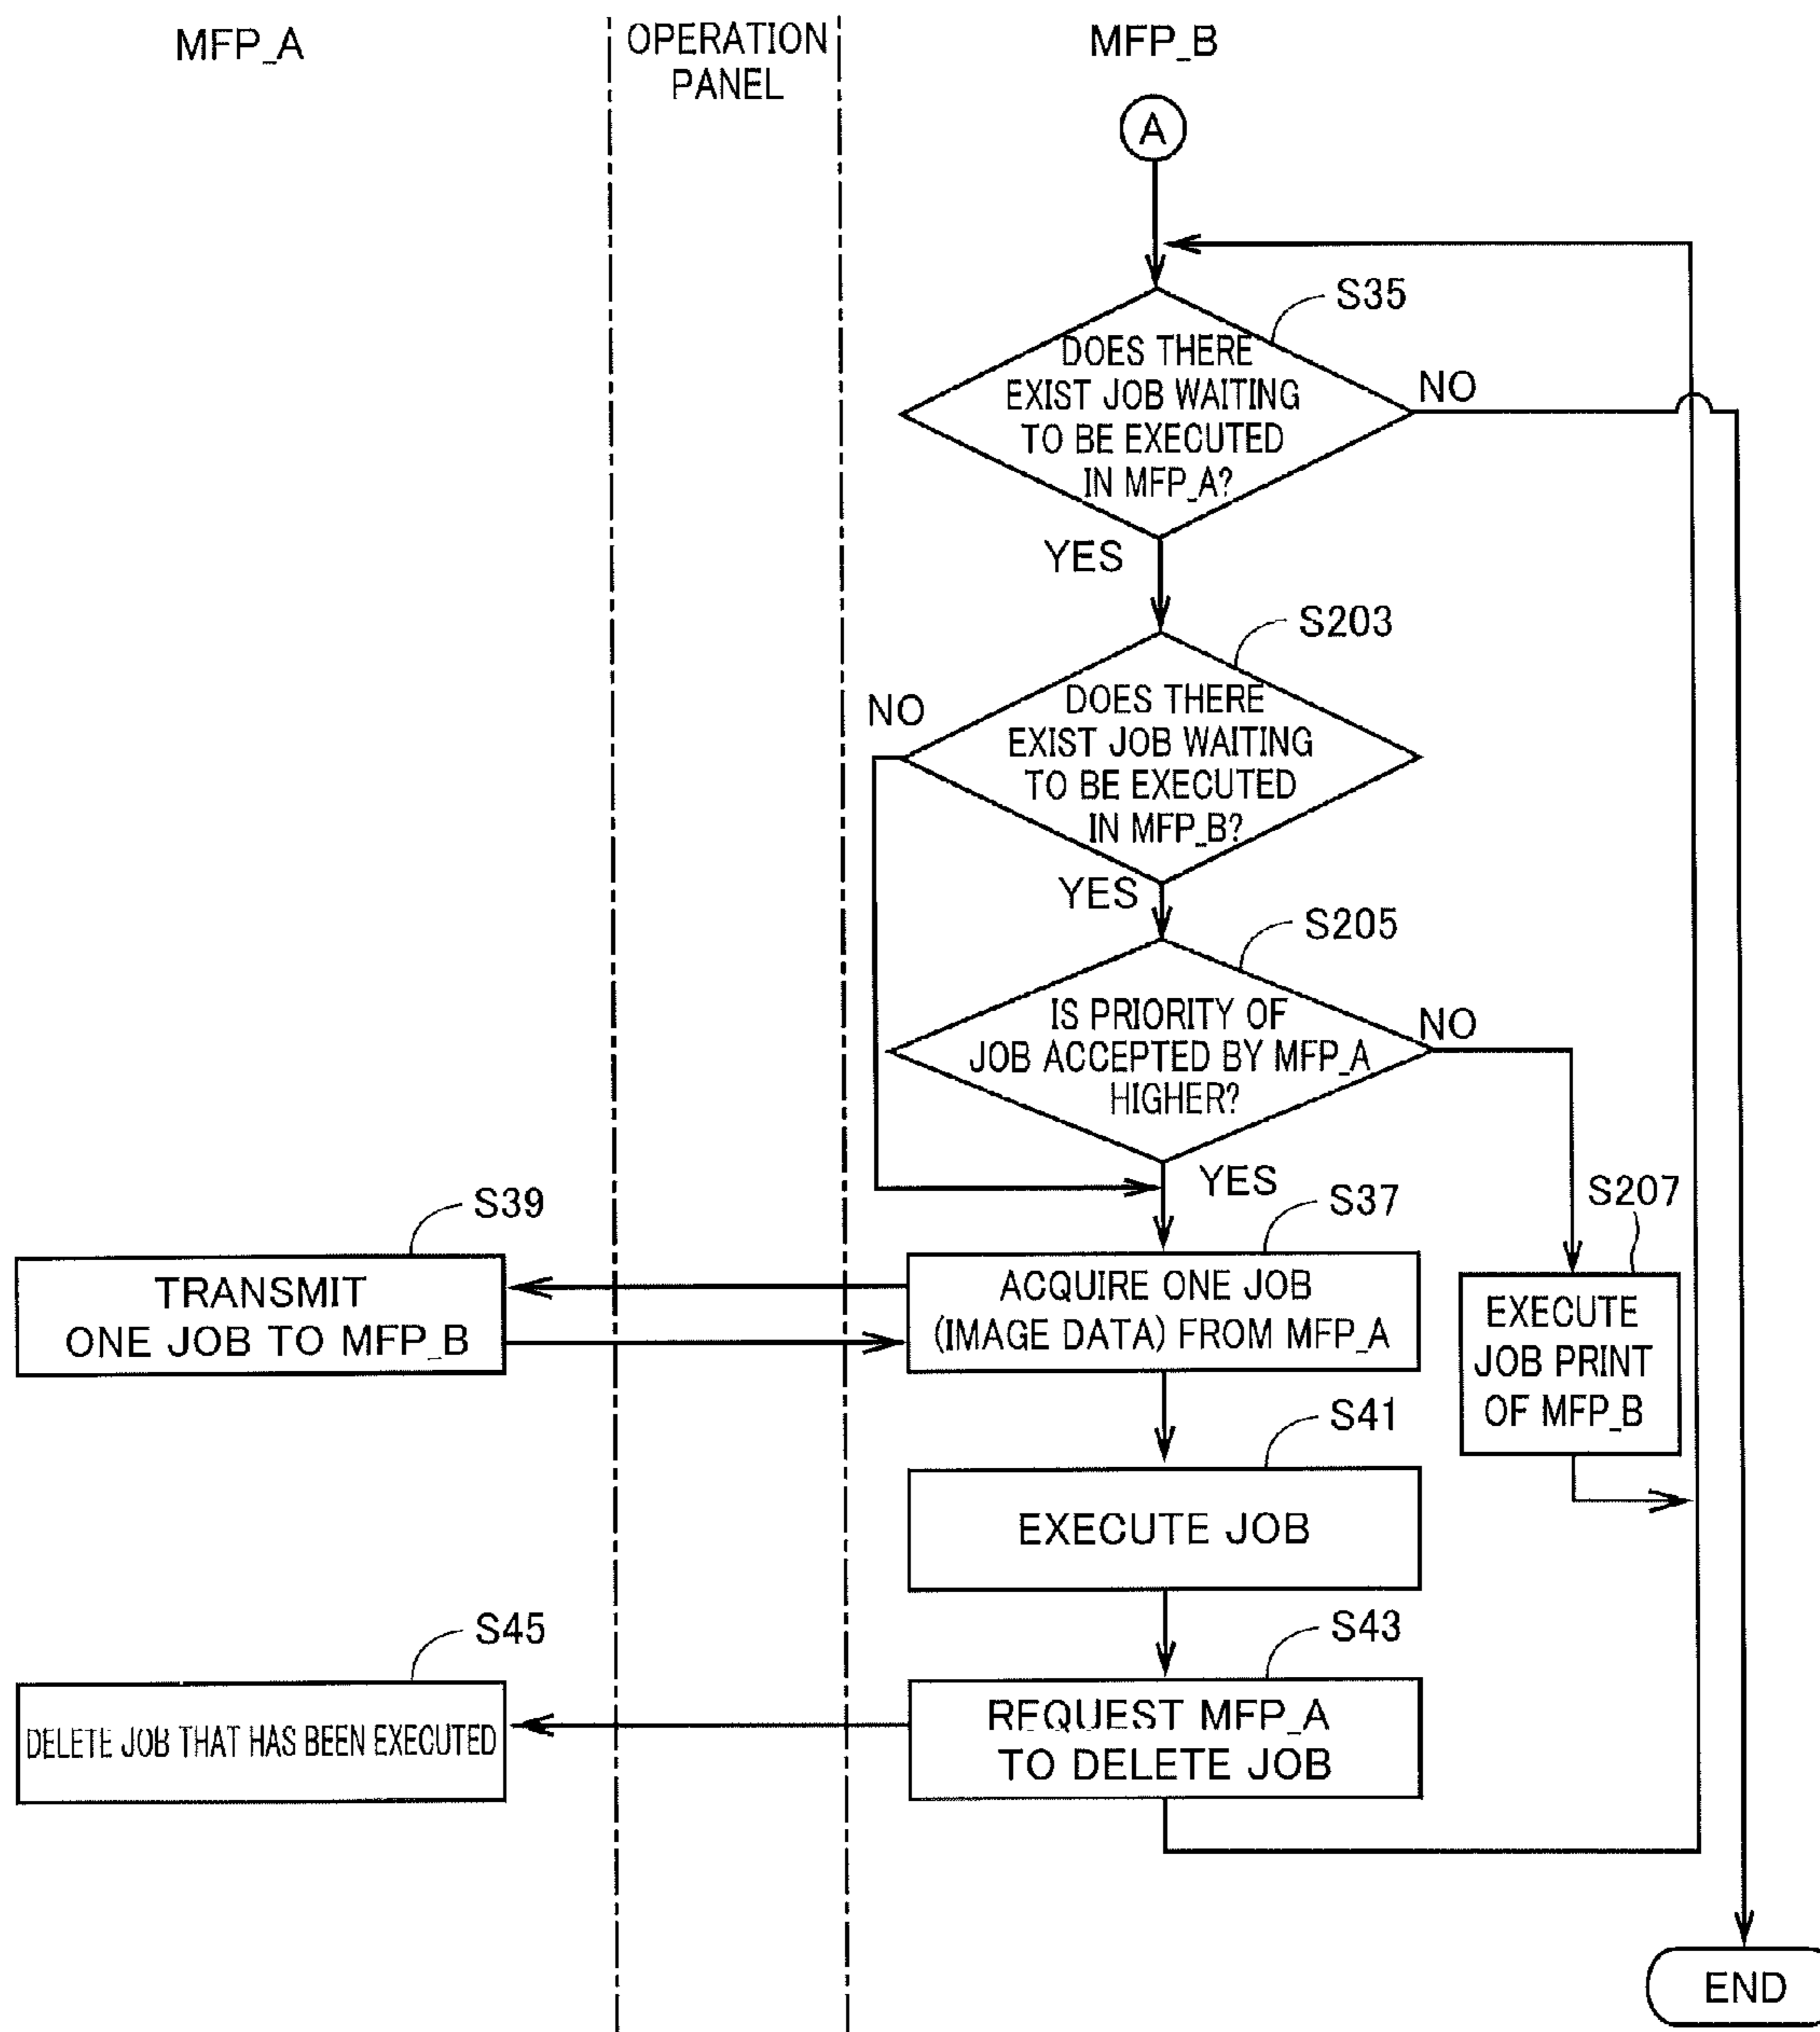 MFP_A
OPERATION
PANEL
MFP_B
A
S35
DOES THERE
EXIST JOB WAITING
TO BE EXECUTED
IN MFP_A?
NO
YES
S203
DOES THERE
EXIST JOB WAITING
TO BE EXECUTED
IN MFP_B?
NO
YES
S205
IS PRIORITY OF
JOB ACCEPTED BY MFP_A
HIGHER?
NO
YES
S207
EXECUTE
JOB PRINT
OF MFP_B
S39
TRANSMIT
ONE JOB TO MFP_B
S37
ACQUIRE ONE JOB
(IMAGE DATA) FROM MFP_A
S41
EXECUTE JOB
S45
DELETE JOB THAT HAS BEEN EXECUTED
S43
REQUEST MFP_A
TO DELETE JOB
END